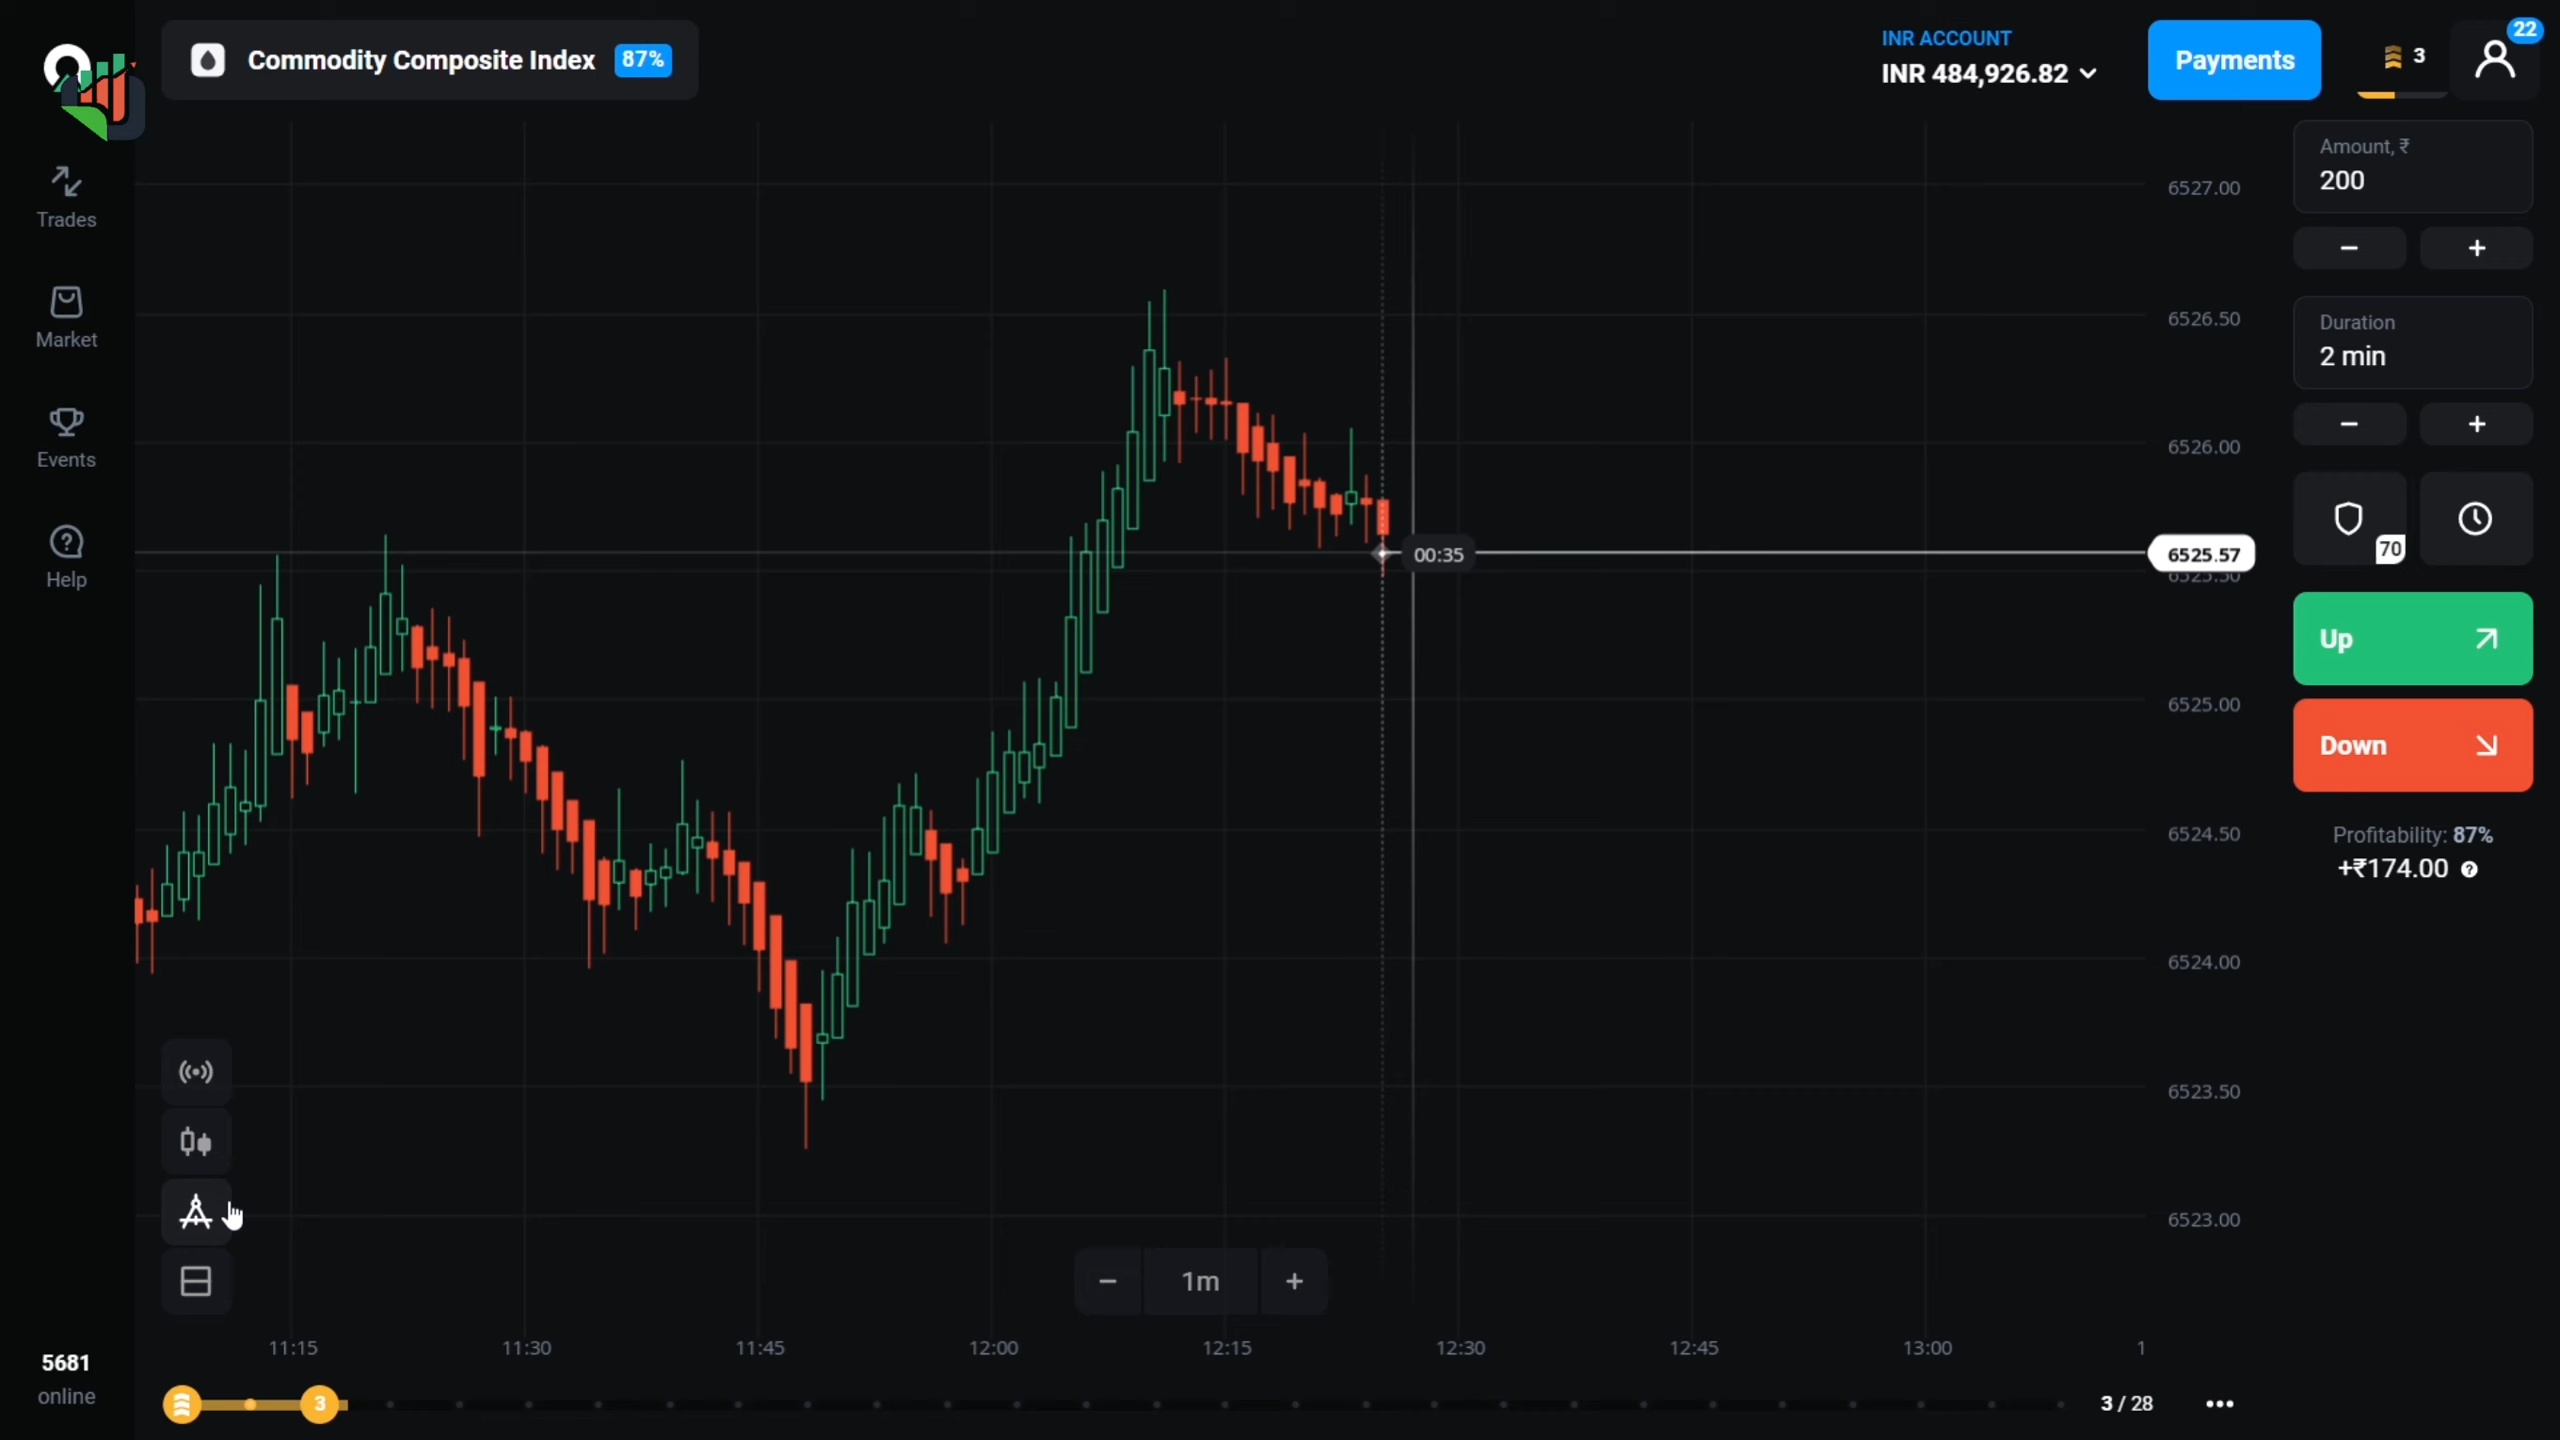 Commodity Composite Index 87%
INR ACCOUNT
INR 484,926.82
Payments
3
22
Trades
Market
Events
Help
Amount, ₹
200
Duration
2 min
70
Up
Down
Profitability: 87%
+₹174.00
6527.00
6526.50
6526.00
6525.57
6525.50
6525.00
6524.50
6524.00
6523.50
6523.00
00:35
1m
11:15
11:30
11:45
12:00
12:15
12:30
12:45
13:00
1
5681
online
3
3 / 28